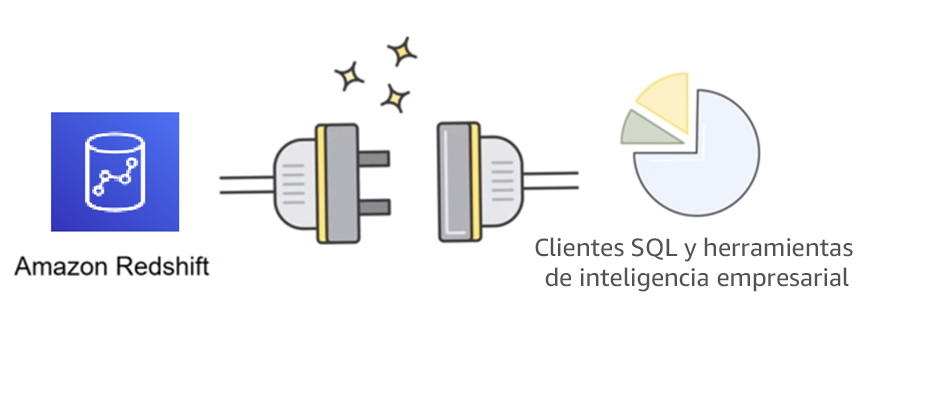 Amazon Redshift
Clientes SQL y herramientas
de inteligencia empresarial